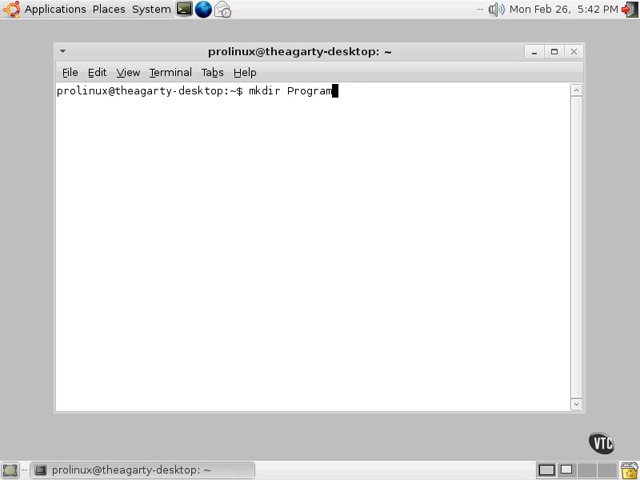 Applications Places System
Mon Feb 26, 5:42 PM
prolinux@theagarty-desktop: ~
File Edit View Terminal Tabs Help
prolinux@theagarty-desktop:~$ mkdir Program
VTC
prolinux@theagarty-desktop: ~